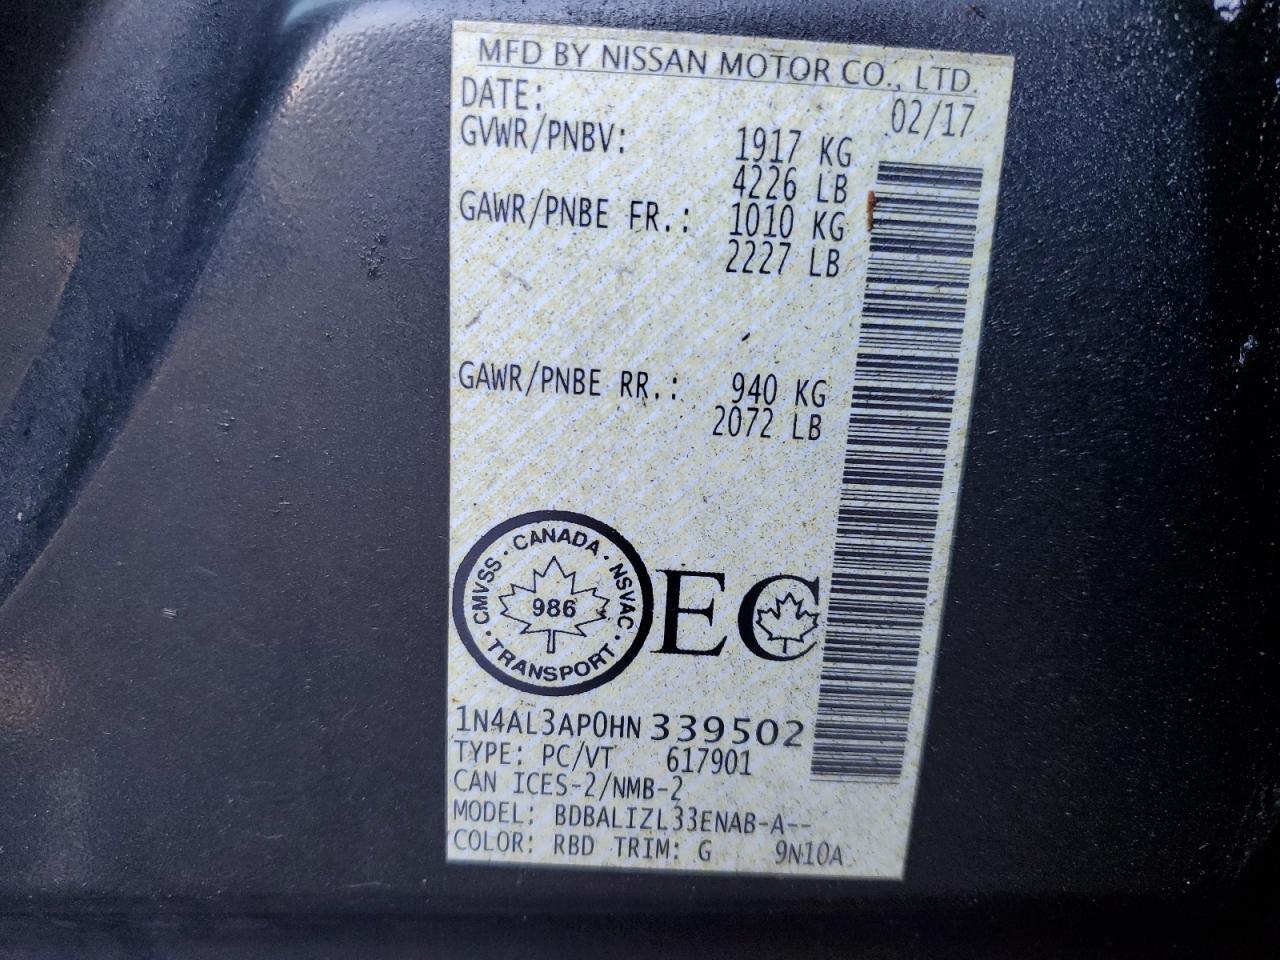 MFD BY NISSAN MOTOR CO., LTD.
DATE: 02/17
GVWR/PNBV: 1917 KG
4226 LB
GAWR/PNBE FR.: 1010 KG
2227 LB
GAWR/PNBE RR.: 940 KG
2072 LB
CMVSS · CANADA · NSVAC · TRANSPORT ·
986
EC
1N4AL3AP0HN 339502
TYPE: PC/VT 617901
CAN ICES-2/NMB-2
MODEL: BDBALIZL33ENAB-A--
COLOR: RBD TRIM: G 9N10A